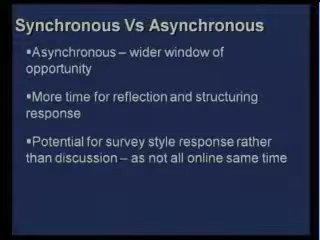 Synchronous Vs Asynchronous
▪Asynchronous – wider window of
opportunity
▪More time for reflection and structuring
response
▪Potential for survey style response rather
than discussion – as not all online same time